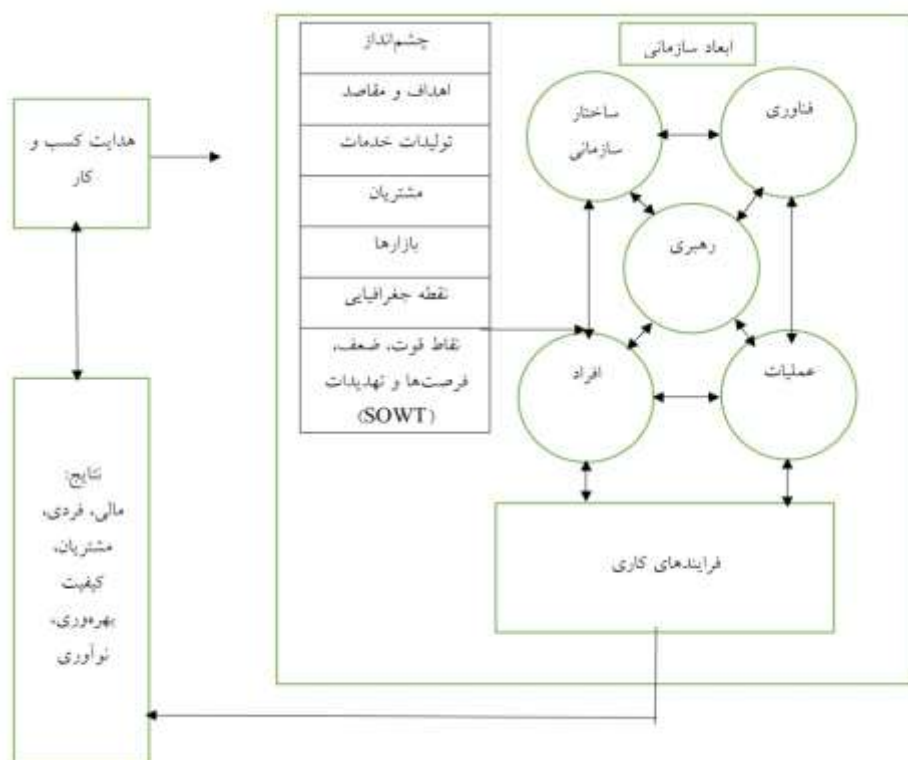 ابعاد سازمانی
فناوری
ساختار
سازمانی
رهبری
عملیات
افراد
فرایندهای کاری
چشم‌انداز
اهداف و مقاصد
تولیدات خدمات
مشتریان
بازارها
نقطه جغرافیایی
نقاط قوت، ضعف،
فرصت‌ها و تهدیدات
(SOWT)
هدایت کسب و
کار
نتایج:
مالی، فردی،
مشتریان،
کیفیت
بهره‌وری،
نوآوری